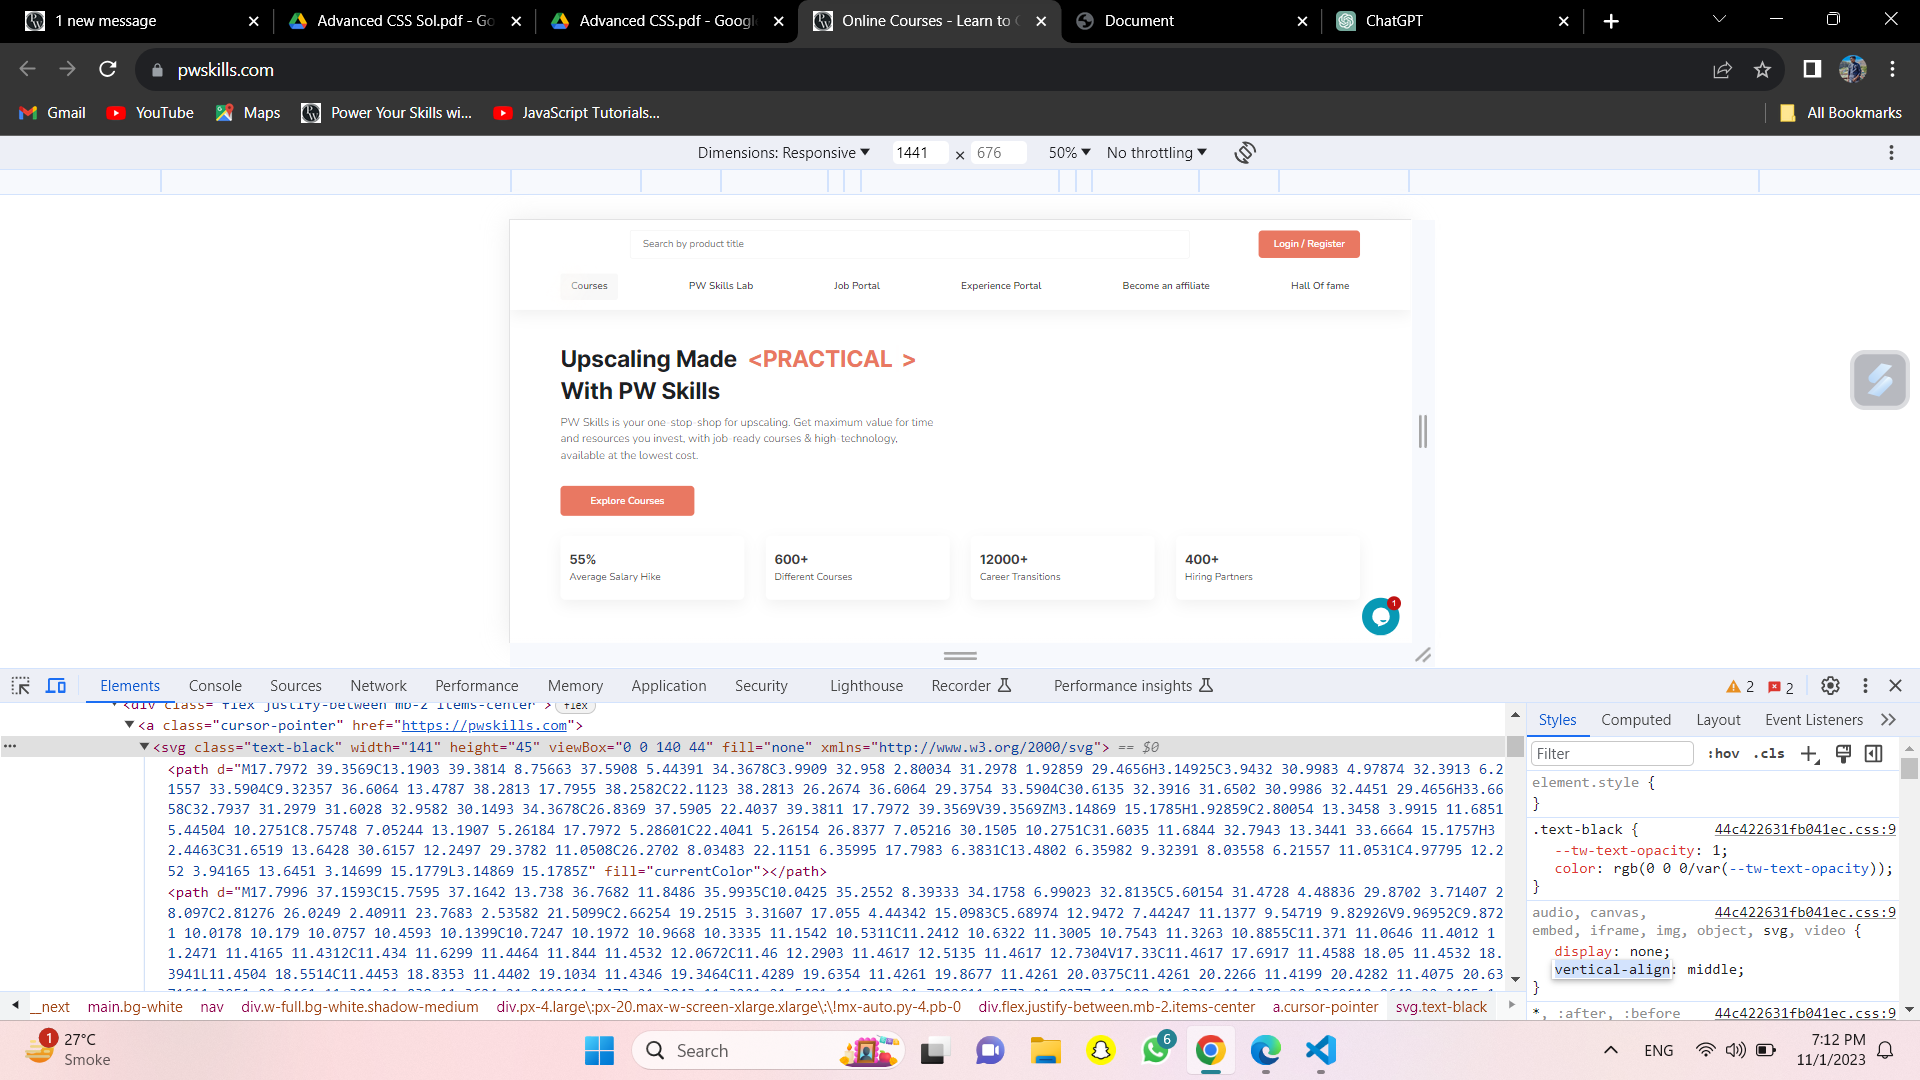 1 new message
Advanced CSS Sol.pdf - Go
Advanced CSS.pdf - Google
Online Courses - Learn to C
Document
ChatGPT
pwskills.com
Gmail
YouTube
Maps
Power Your Skills wi...
JavaScript Tutorials...
All Bookmarks
Dimensions: Responsive
1441 × 676
50%
No throttling
Search by product title
Login / Register
Courses
PW Skills Lab
Job Portal
Experience Portal
Become an affiliate
Hall Of fame
Upscaling Made <PRACTICAL >
With PW Skills
PW Skills is your one-stop-shop for upscaling. Get maximum value for time
and resources you invest, with job-ready courses & high-technology,
available at the lowest cost.
Explore Courses
55%
Average Salary Hike
600+
Different Courses
12000+
Career Transitions
400+
Hiring Partners
1
Elements
Console
Sources
Network
Performance
Memory
Application
Security
Lighthouse
Recorder
Performance insights
2
2
<div class="flex justify-between mb-2 items-center"> flex
<a class="cursor-pointer" href="https://pwskills.com">
<svg class="text-black" width="141" height="45" viewBox="0 0 140 44" fill="none" xmlns="http://www.w3.org/2000/svg"> == $0
<path d="M17.7972 39.3569C13.1903 39.3814 8.75663 37.5908 5.44391 34.3678C3.9909 32.958 2.80034 31.2978 1.92859 29.4656H3.14925C3.9432 30.9983 4.97874 32.3913 6.2
1557 33.5904C9.32357 36.6064 13.4787 38.2813 17.7955 38.2582C22.1123 38.2813 26.2674 36.6064 29.3754 33.5904C30.6135 32.3916 31.6502 30.9986 32.4451 29.4656H33.66
58C32.7937 31.2979 31.6028 32.9582 30.1493 34.3678C26.8369 37.5905 22.4037 39.3811 17.7972 39.3569V39.3569ZM3.14869 15.1785H1.92859C2.80054 13.3458 3.9915 11.6851
5.44504 10.2751C8.75748 7.05244 13.1907 5.26184 17.7972 5.28601C22.4041 5.26154 26.8377 7.05216 30.1505 10.2751C31.6035 11.6844 32.7943 13.3441 33.6664 15.1757H3
2.4463C31.6519 13.6428 30.6157 12.2497 29.3782 11.0508C26.2702 8.03483 22.1151 6.35995 17.7983 6.3831C13.4802 6.35982 9.32391 8.03558 6.21557 11.0531C4.97795 12.2
52 3.94165 13.6451 3.14699 15.1779L3.14869 15.1785Z" fill="currentColor"></path>
<path d="M17.7996 37.1593C15.7595 37.1642 13.738 36.7682 11.8486 35.9935C10.0425 35.2552 8.39333 34.1758 6.99023 32.8135C5.60154 31.4728 4.48836 29.8702 3.71407 2
8.097C2.81276 26.0249 2.40911 23.7683 2.53582 21.5099C2.66254 19.2515 3.31607 17.055 4.44342 15.0983C5.68974 12.9472 7.44247 11.1377 9.54719 9.82926V9.96952C9.872
1 10.0178 10.179 10.0757 10.4593 10.1399C10.7247 10.1972 10.9668 10.3335 11.1542 10.5311C11.2412 10.6322 11.3005 10.7543 11.3263 10.8855C11.371 11.0646 11.4012 1
1.2471 11.4165 11.4312C11.434 11.6299 11.4464 11.844 11.4532 12.0672C11.46 12.2903 11.4617 12.5135 11.4617 12.7304V17.33C11.4617 17.6917 11.4588 18.05 11.4532 18.
3941L11.4504 18.5514C11.4453 18.8353 11.4402 19.1034 11.4346 19.3464C11.4289 19.6354 11.4261 19.8677 11.4261 20.0375C11.4261 20.2266 11.4199 20.4282 11.4075 20.63
__next
main.bg-white
nav
div.w-full.bg-white.shadow-medium
div.px-4.large\:px-20.max-w-screen-xlarge.xlarge\:\!mx-auto.py-4.pb-0
div.flex.justify-between.mb-2.items-center
a.cursor-pointer
svg.text-black
Styles
Computed
Layout
Event Listeners
Filter
:hov
.cls
element.style {
}
.text-black {
44c422631fb041ec.css:9
--tw-text-opacity: 1;
color: rgb(0 0 0/var(--tw-text-opacity));
}
audio, canvas,
44c422631fb041ec.css:9
embed, iframe, img, object, svg, video {
display: none;
vertical-align: middle;
}
*, :after, :before
44c422631fb041ec.css:9
1
27°C
Smoke
Search
6
ENG
7:12 PM
11/1/2023